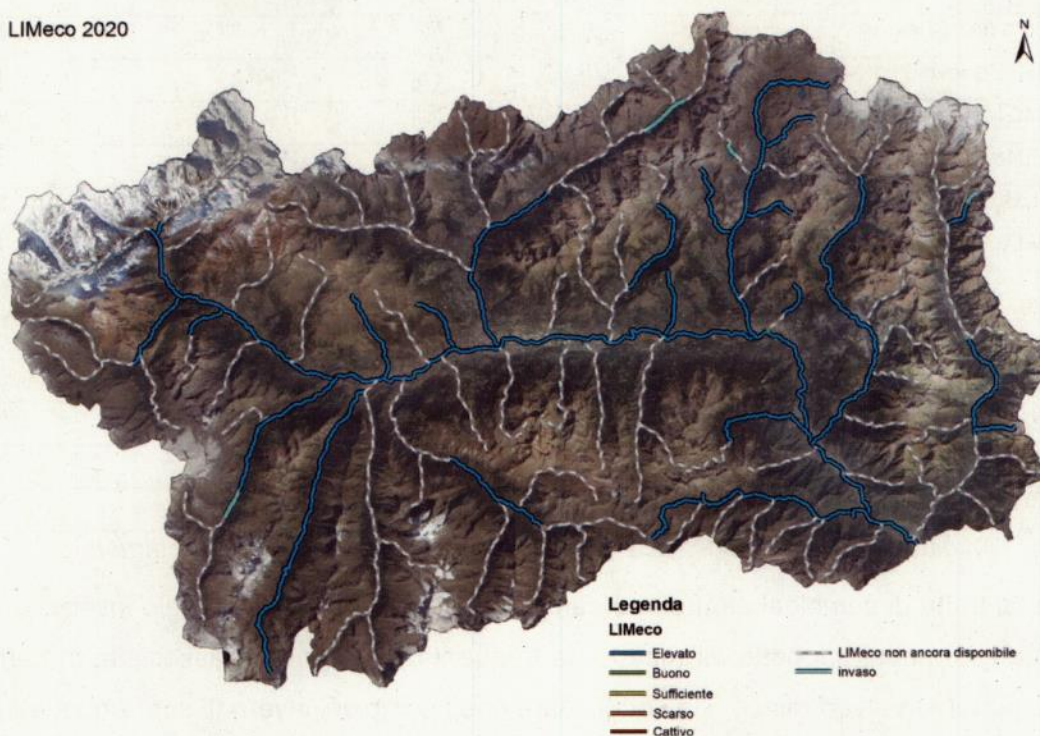 LIMeco 2020
N
Legenda
LIMeco
Elevato
Buono
Sufficiente
Scarso
Cattivo
LIMeco non ancora disponibile
invaso